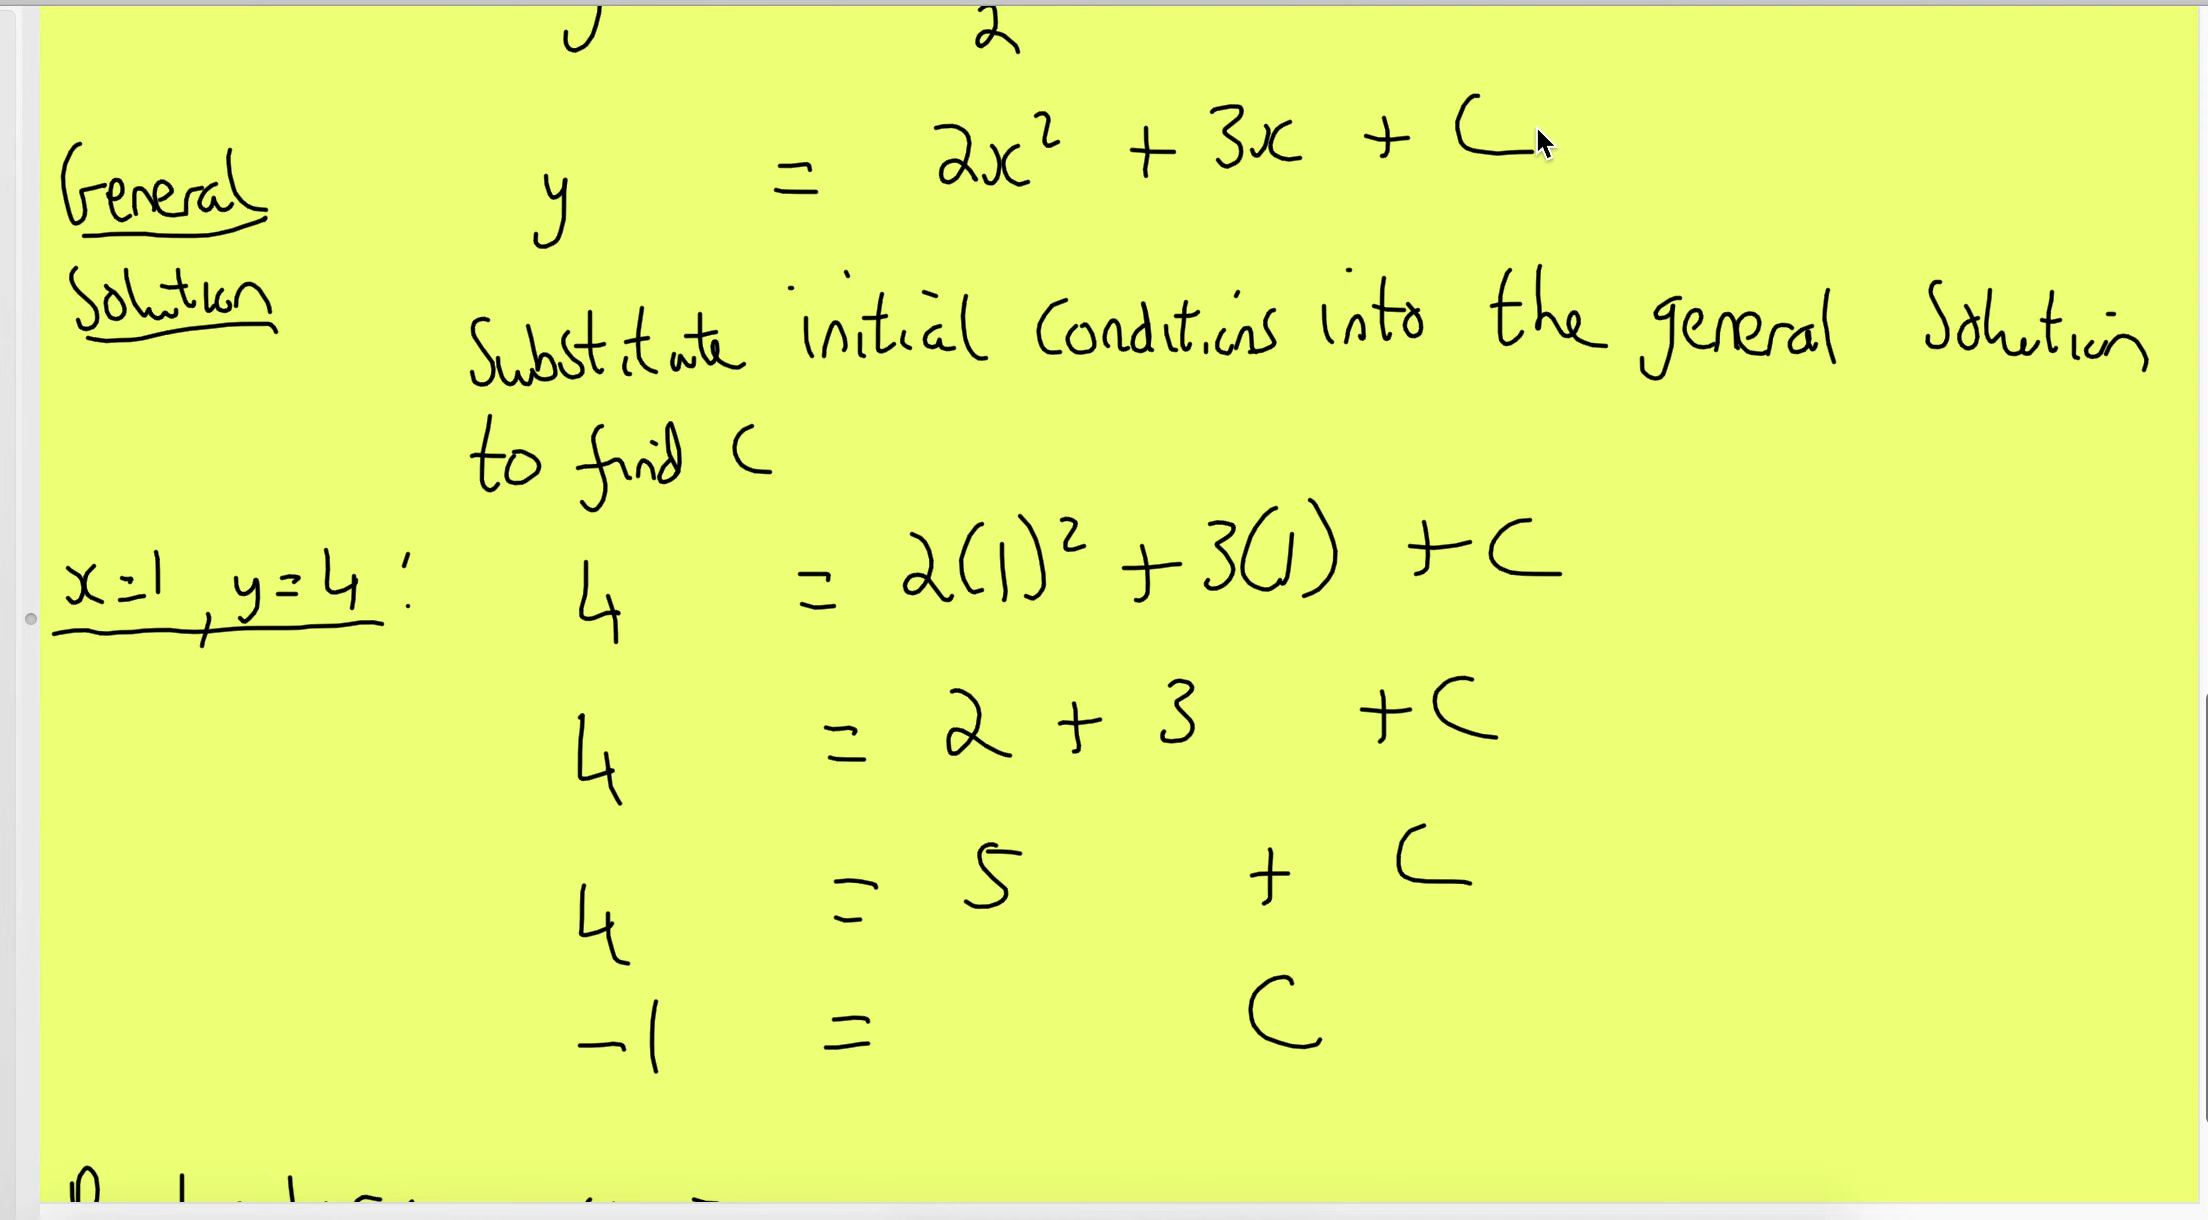 y 2
General y = 2x² + 3x + C
Solution
Substitute initial Conditions into the general Solution
to find C
x=1, y=4: 4 = 2(1)² + 3(1) + C
4 = 2 + 3 + C
4 = 5 + C
-1 = C